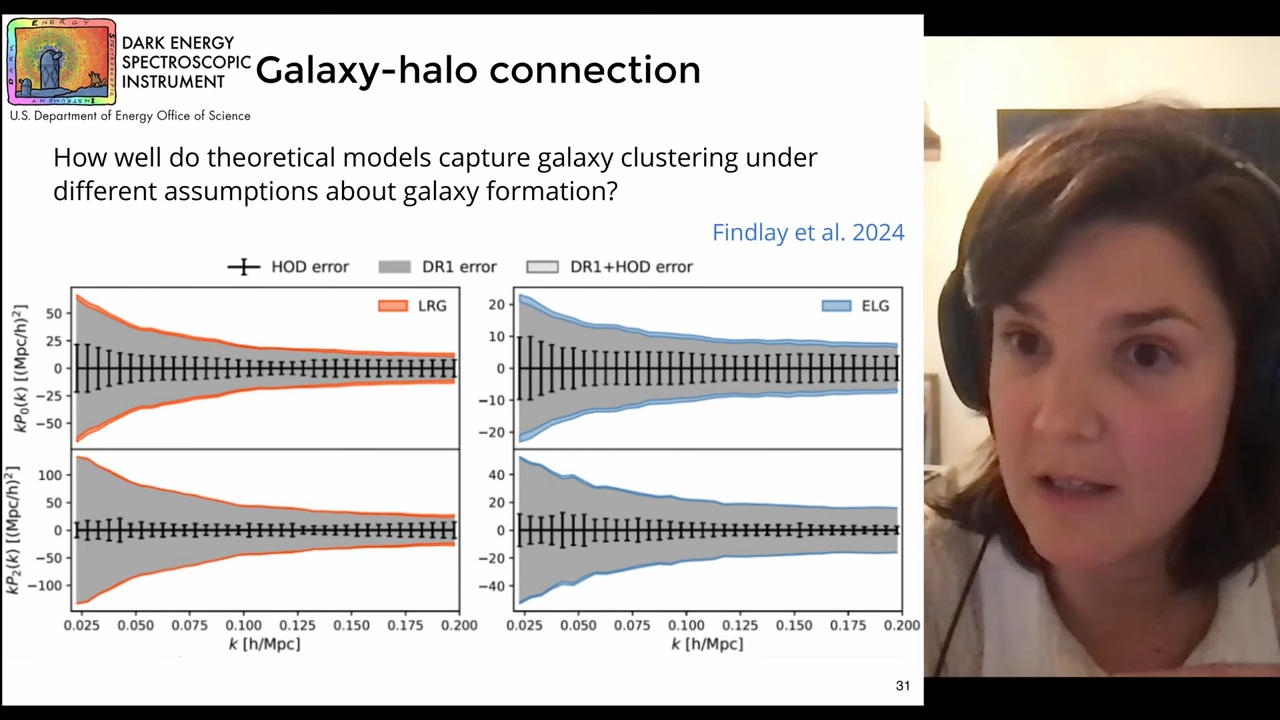 DARK ENERGY
SPECTROSCOPIC
INSTRUMENT
U.S. Department of Energy Office of Science
Galaxy-halo connection
How well do theoretical models capture galaxy clustering under
different assumptions about galaxy formation?
Findlay et al. 2024
HOD error DR1 error DR1+HOD error
LRG
50
25
0
−25
−50
kP₀(k) [(Mpc/h)²]
ELG
20
10
0
−10
−20
100
50
0
−50
−100
kP₂(k) [(Mpc/h)²]
40
20
0
−20
−40
0.025 0.050 0.075 0.100 0.125 0.150 0.175 0.200
k [h/Mpc]
0.025 0.050 0.075 0.100 0.125 0.150 0.175 0.200
k [h/Mpc]
31